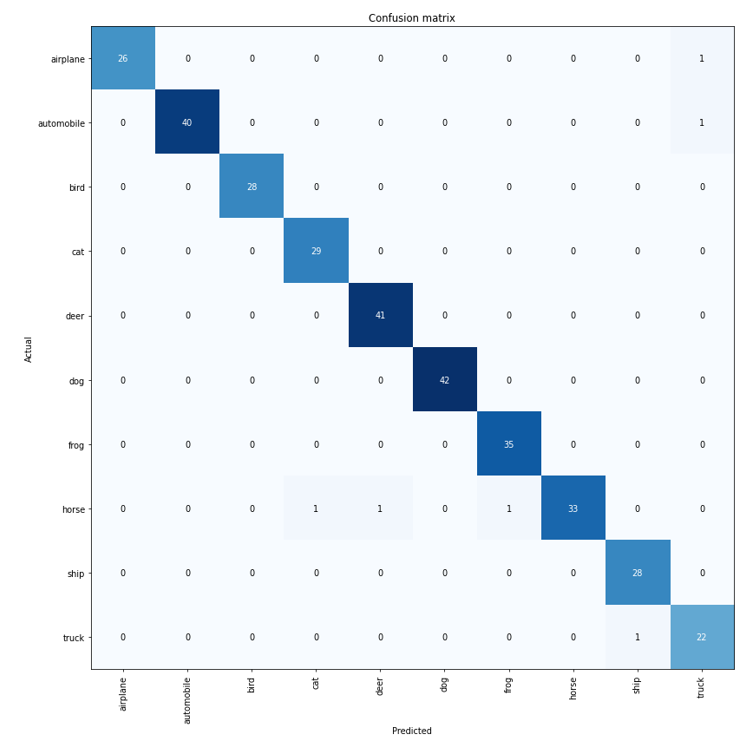 Confusion matrix
airplane 26 0 0 0 0 0 0 0 0 1
automobile 0 40 0 0 0 0 0 0 0 1
bird 0 0 28 0 0 0 0 0 0 0
cat 0 0 0 29 0 0 0 0 0 0
deer 0 0 0 0 41 0 0 0 0 0
dog 0 0 0 0 0 42 0 0 0 0
frog 0 0 0 0 0 0 35 0 0 0
horse 0 0 0 1 1 0 1 33 0 0
ship 0 0 0 0 0 0 0 0 28 0
truck 0 0 0 0 0 0 0 0 1 22
Actual
airplane automobile bird cat deer dog frog horse ship truck
Predicted